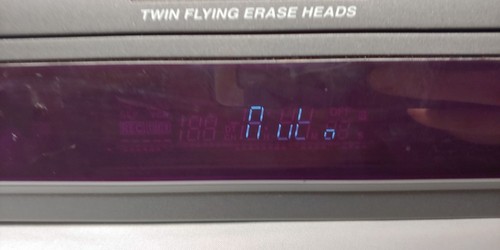 TWIN FLYING ERASE HEADS
Auto